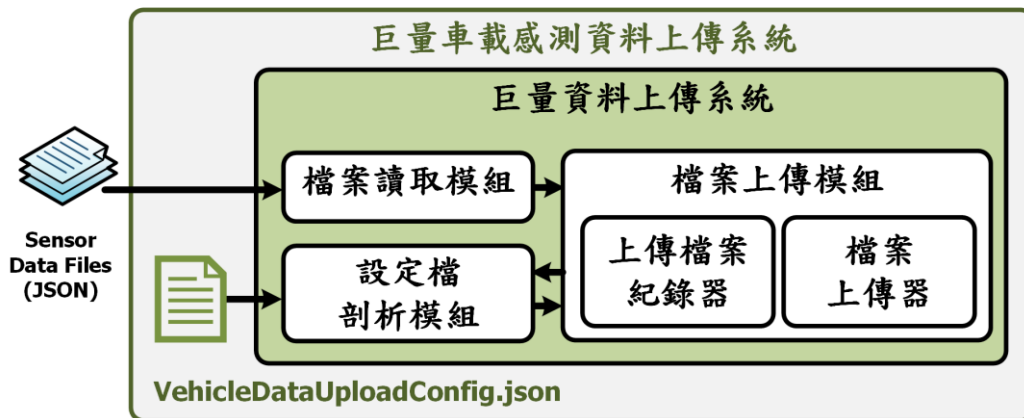 巨量車載感測資料上傳系統
巨量資料上傳系統
檔案讀取模組
檔案上傳模組
Sensor
Data Files
(JSON)
設定檔
剖析模組
上傳檔案
紀錄器
檔案
上傳器
VehicleDataUploadConfig.json